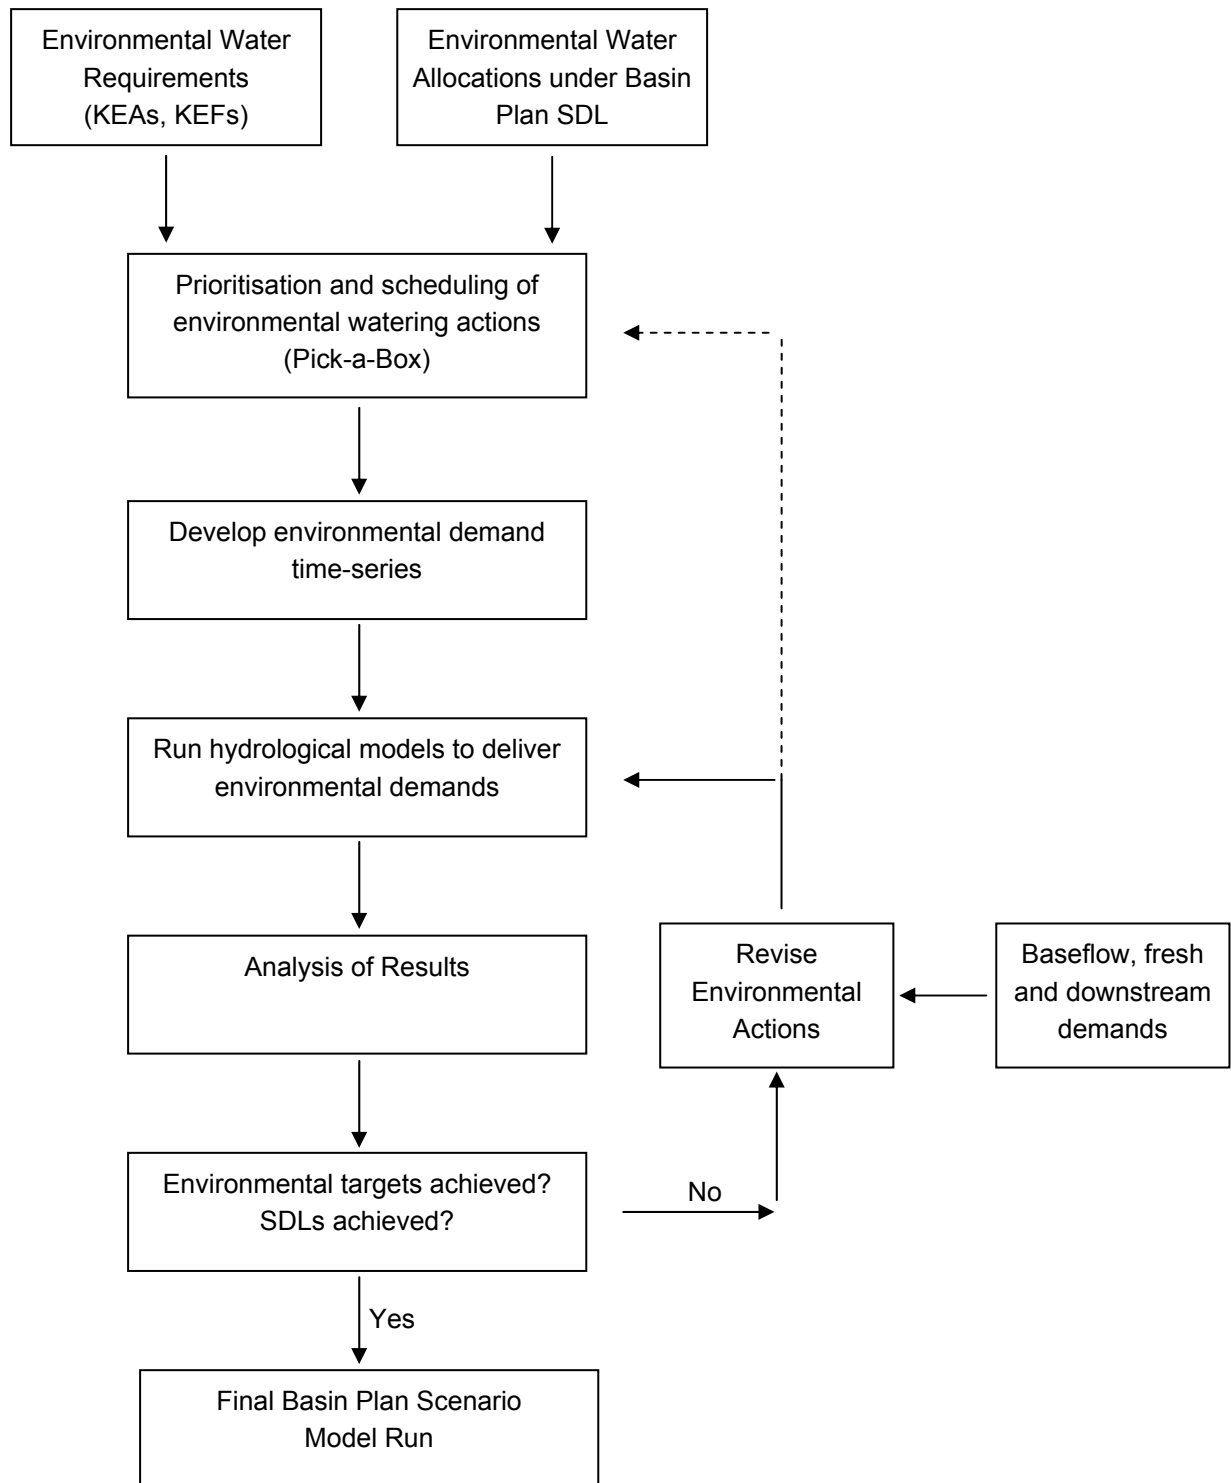 Environmental Water
Requirements
(KEAs, KEFs)
Environmental Water
Allocations under Basin
Plan SDL
Prioritisation and scheduling of
environmental watering actions
(Pick-a-Box)
Develop environmental demand
time-series
Run hydrological models to deliver
environmental demands
Analysis of Results
Revise
Environmental
Actions
Baseflow, fresh
and downstream
demands
Environmental targets achieved?
SDLs achieved?
No
Yes
Final Basin Plan Scenario
Model Run